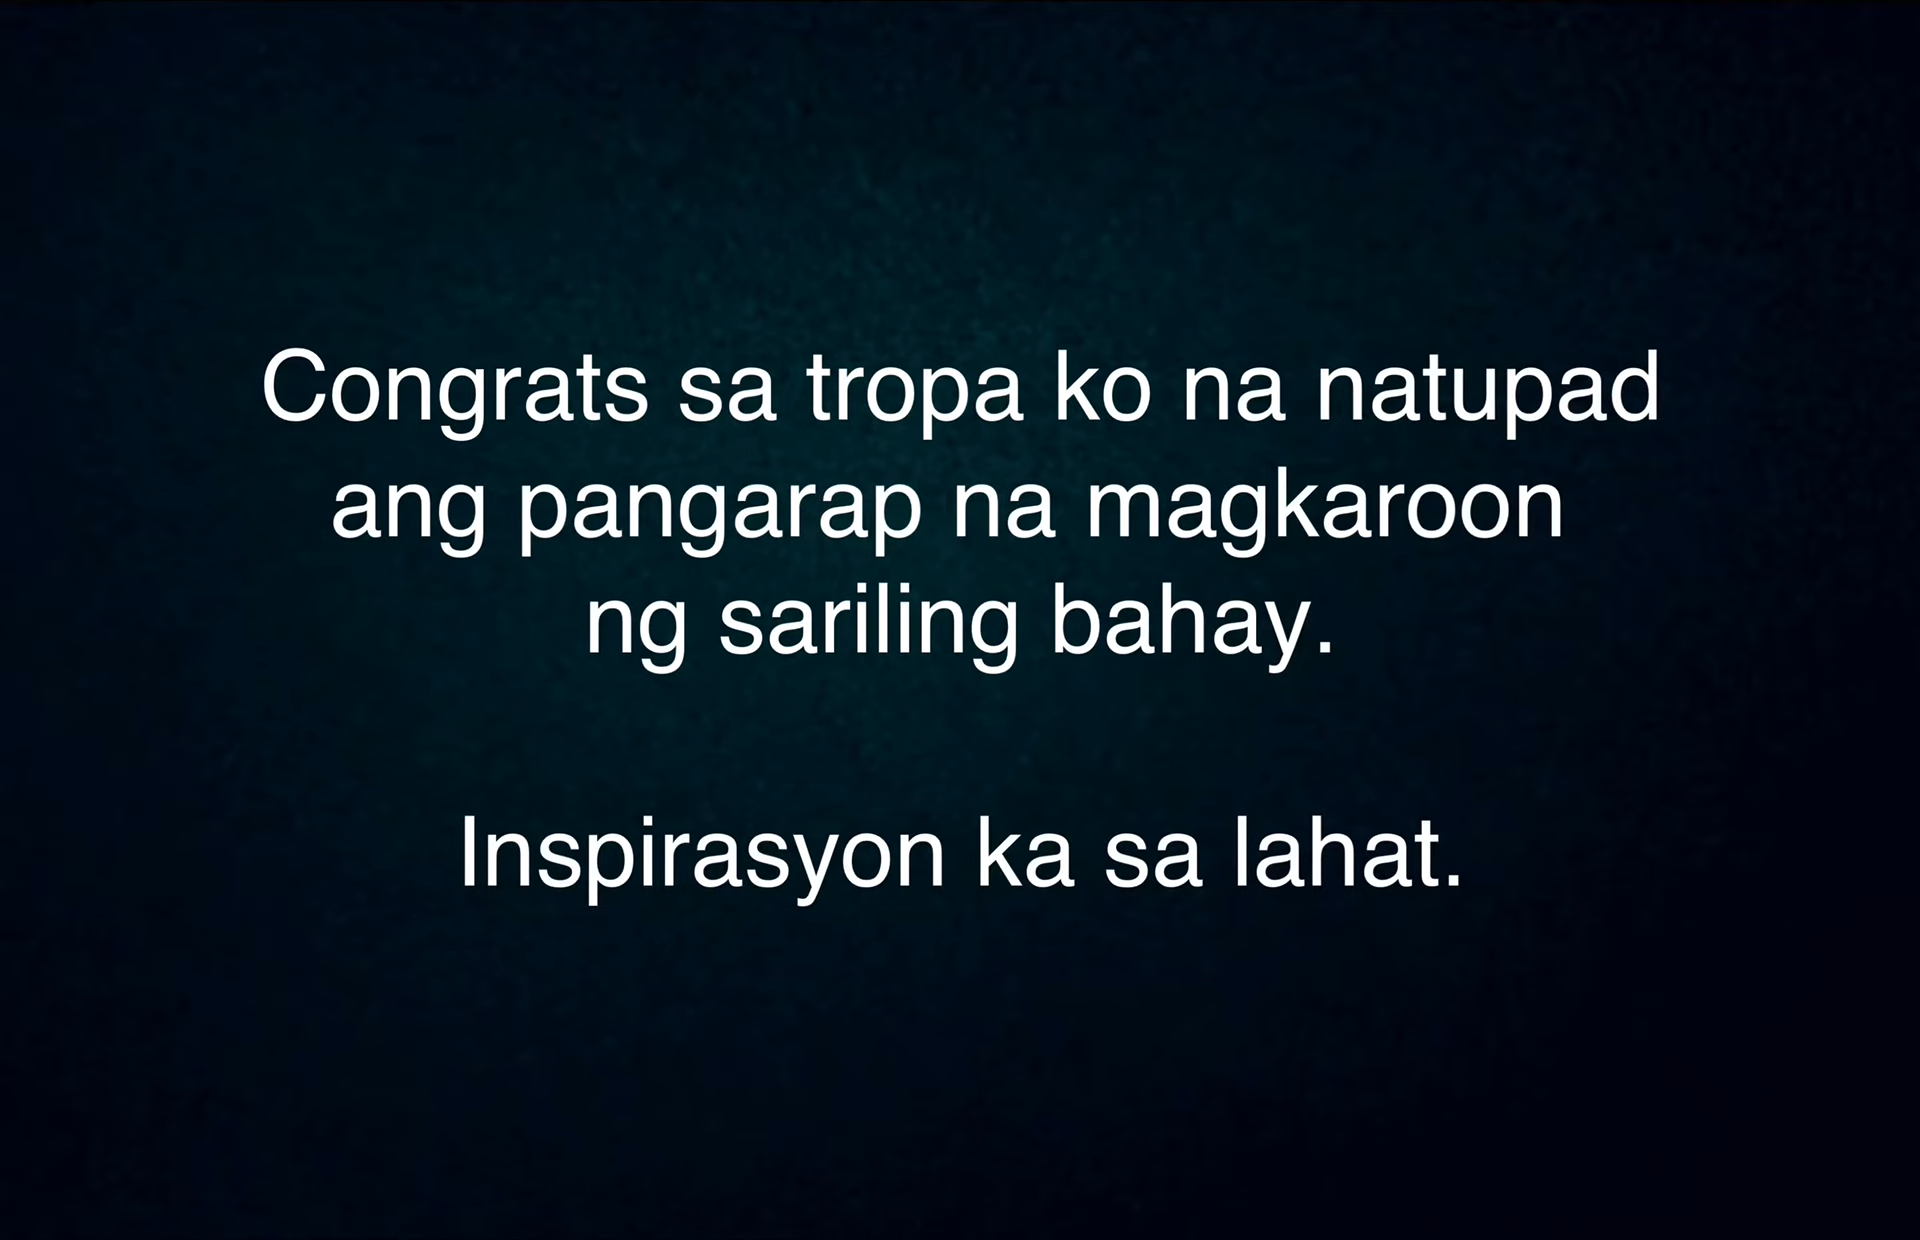 Congrats sa tropa ko na natupad
ang pangarap na magkaroon
ng sariling bahay.
Inspirasyon ka sa lahat.